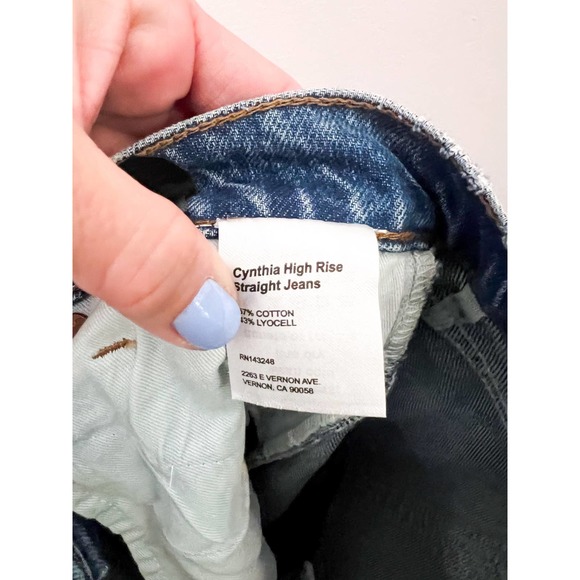 Cynthia High Rise
Straight Jeans
57% COTTON
43% LYOCELL
RN143248
2263 E VERNON AVE.
VERNON, CA 90058